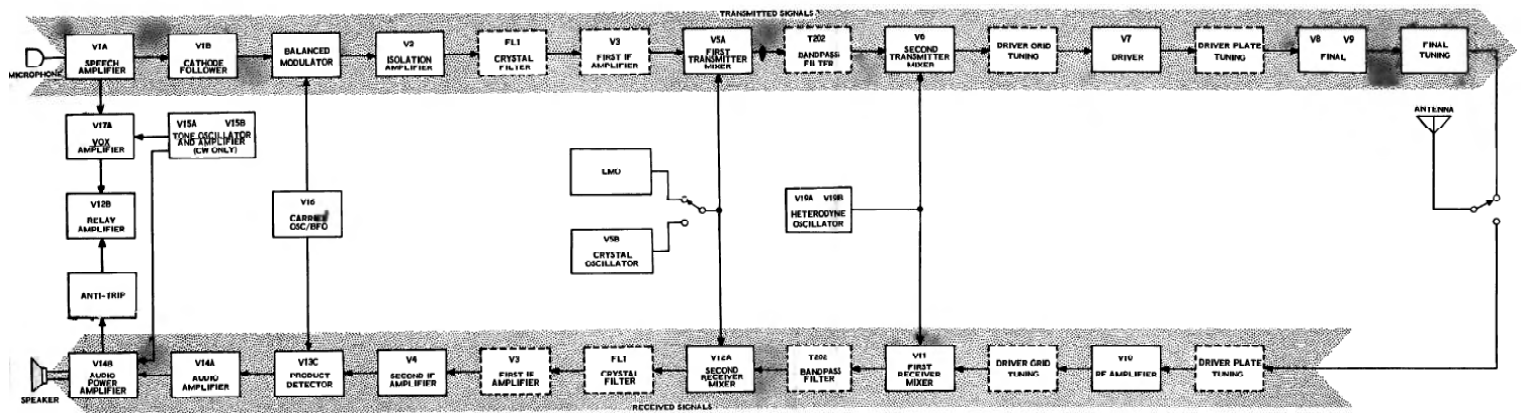 TRANSMITTED SIGNALS
MICROPHONE
V1A
SPEECH
AMPLIFIER
V1B
CATHODE
FOLLOWER
BALANCED
MODULATOR
V2
ISOLATION
AMPLIFIER
FL1
CRYSTAL
FILTER
V3
FIRST IF AMPLIFIER
V5A
FIRST
TRANSMITTER
MIXER
T202
BANDPASS
FILTER
V6
SECOND
TRANSMITTER
MIXER
DRIVER GRID
TUNING
V7
DRIVER
DRIVER PLATE
TUNING
V8 V9
FINAL
FINAL
TUNING
V17A
VOX
AMPLIFIER
V15A V15B
TONE OSCILLATOR
AND AMPLIFIER
(CW ONLY)
ANTENNA
LMO
V12B
RELAY
AMPLIFIER
V16
CARRIER
OSC/BFO
V19A V19B
HETERODYNE
OSCILLATOR
V5B
CRYSTAL
OSCILLATOR
ANTI-TRIP
SPEAKER
V14B
AUDIO
POWER
AMPLIFIER
V14A
AUDIO
AMPLIFIER
V13C
PRODUCT
DETECTOR
V4
SECOND IF
AMPLIFIER
V3
FIRST IF
AMPLIFIER
FL1
CRYSTAL
FILTER
V12A
SECOND
RECEIVER
MIXER
T202
BANDPASS
FILTER
V11
FIRST
RECEIVER
MIXER
DRIVER GRID
TUNING
V10
RF AMPLIFIER
DRIVER PLATE
TUNING
RECEIVED SIGNALS